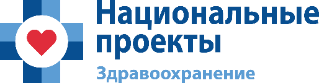 Национальные
проекты
Здравоохранение